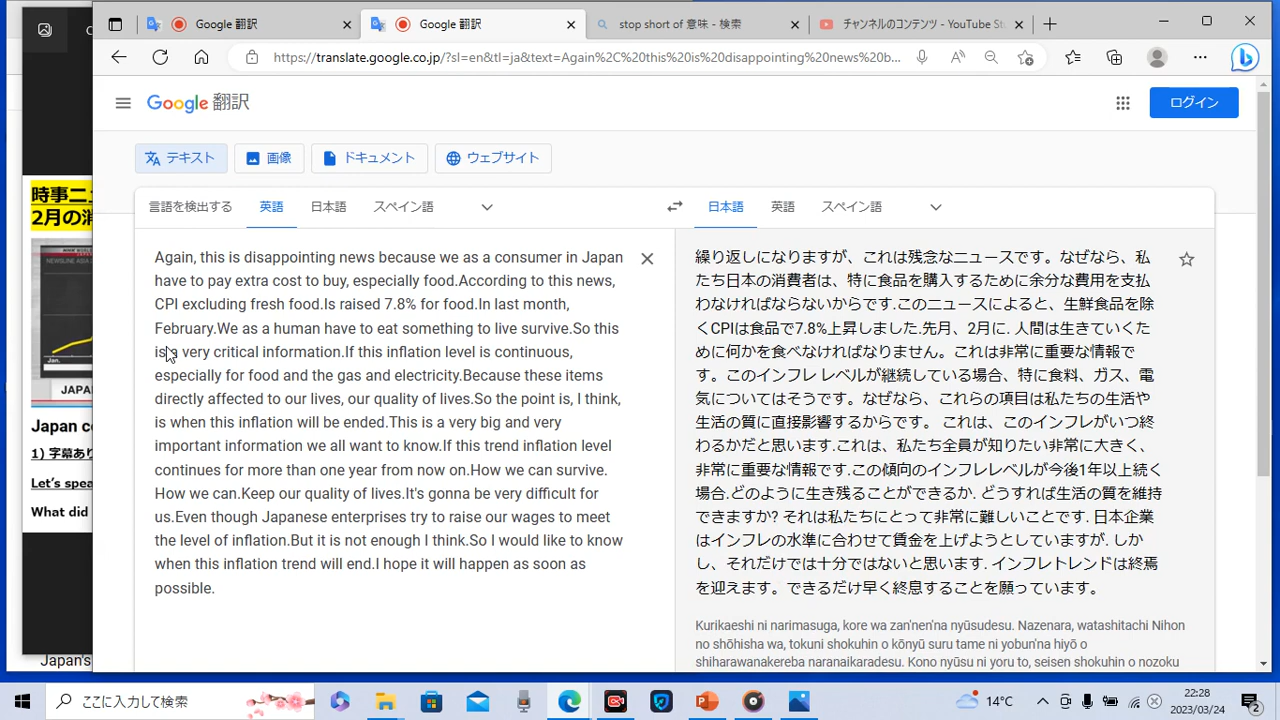 Google 翻訳
Google 翻訳
stop short of 意味 - 検索
チャンネルのコンテンツ - YouTube St
https://translate.google.co.jp/?sl=en&tl=ja&text=Again%2C%20this%20is%20disappointing%20news%20b...
Google 翻訳
ログイン
テキスト
画像
ドキュメント
ウェブサイト
言語を検出する
英語
日本語
スペイン語
日本語
英語
スペイン語
Again, this is disappointing news because we as a consumer in Japan
have to pay extra cost to buy, especially food.According to this news,
CPI excluding fresh food.Is raised 7.8% for food.In last month,
February.We as a human have to eat something to live survive.So this
is a very critical information.If this inflation level is continuous,
especially for food and the gas and electricity.Because these items
directly affected to our lives, our quality of lives.So the point is, I think,
is when this inflation will be ended.This is a very big and very
important information we all want to know.If this trend inflation level
continues for more than one year from now on.How we can survive.
How we can.Keep our quality of lives.It's gonna be very difficult for
us.Even though Japanese enterprises try to raise our wages to meet
the level of inflation.But it is not enough I think.So I would like to know
when this inflation trend will end.I hope it will happen as soon as
possible.
繰り返しになりますが、これは残念なニュースです。なぜなら、私
たち日本の消費者は、特に食品を購入するために余分な費用を支払
わなければならないからです.このニュースによると、生鮮食品を除
くCPIは食品で7.8%上昇しました.先月、2月に. 人間は生きていくた
めに何かを食べなければなりません。これは非常に重要な情報で
す。このインフレ レベルが継続している場合、特に食料、ガス、電
気についてはそうです。なぜなら、これらの項目は私たちの生活や
生活の質に直接影響するからです。 これは、このインフレがいつ終
わるかだと思います.これは、私たち全員が知りたい非常に大きく、
非常に重要な情報です.この傾向のインフレレベルが今後1年以上続く
場合.どのように生き残ることができるか. どうすれば生活の質を維持
できますか? それは私たちにとって非常に難しいことです. 日本企業
はインフレの水準に合わせて賃金を上げようとしていますが. しか
し、それだけでは十分ではないと思います. インフレトレンドは終焉
を迎えます。できるだけ早く終息することを願っています.
Kurikaeshi ni narimasuga, kore wa zan'nen'na nyūsudesu. Nazenara, watashitachi Nihon
no shōhisha wa, tokuni shokuhin o kōnyū suru tame ni yobun'na hiyō o
shiharawanakereba naranaikaradesu. Kono nyūsu ni yoru to, seisen shokuhin o nozoku
時事ニュ
2月の消
Jan.
JAPA
Japan co
1) 字幕あり
Let's spea
What did
Japan's
ここに入力して検索
14°C
22:28
2023/03/24
2